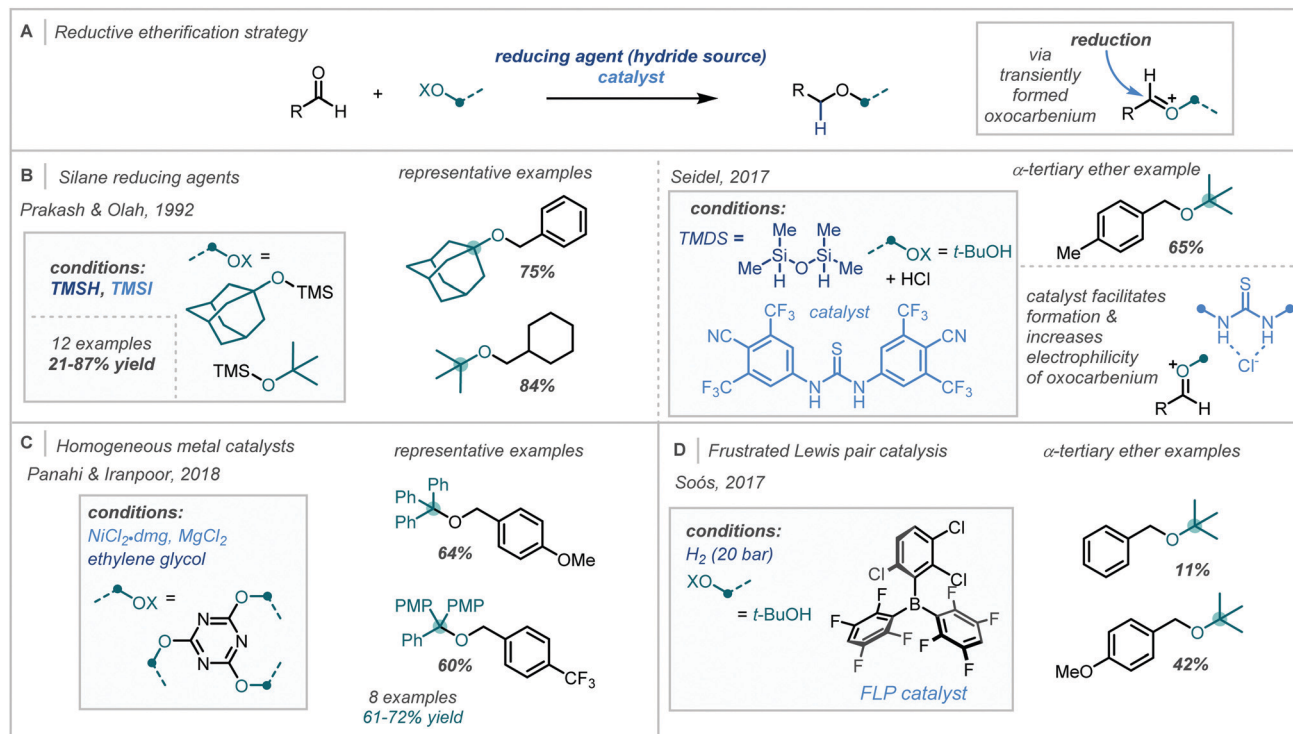 A Reductive etherification strategy
O
R
H
+
XO
reducing agent (hydride source)
catalyst
R
O
H
via
transiently
formed
oxocarbenium
reduction
H
R
O
+
B Silane reducing agents
Prakash & Olah, 1992
conditions:
TMSH, TMSI
12 examples
21-87% yield
OX =
O
TMS
TMSO
representative examples
O
75%
O
84%
Seidel, 2017
conditions:
TMDS =
Me Me
Si Si
Me Me
H O H
OX = t-BuOH
+ HCl
catalyst
CF3 CF3
NC CN
S
F3C CF3
N N
H H
α-tertiary ether example
O
Me
65%
catalyst facilitates
formation &
increases
electrophilicity
of oxocarbenium
S
N N
H H
Cl-
+
O
R H
C Homogeneous metal catalysts
Panahi & Iranpoor, 2018
conditions:
NiCl2•dmg, MgCl2
ethylene glycol
OX =
O O
N N
N
O
representative examples
Ph Ph
Ph O
64%
OMe
PMP PMP
Ph O
60%
CF3
8 examples
61-72% yield
D Frustrated Lewis pair catalysis
Soós, 2017
conditions:
H2 (20 bar)
XO
= t-BuOH
Cl
Cl Cl
B
F F F F
F F F F
FLP catalyst
α-tertiary ether examples
O
11%
O
MeO
42%